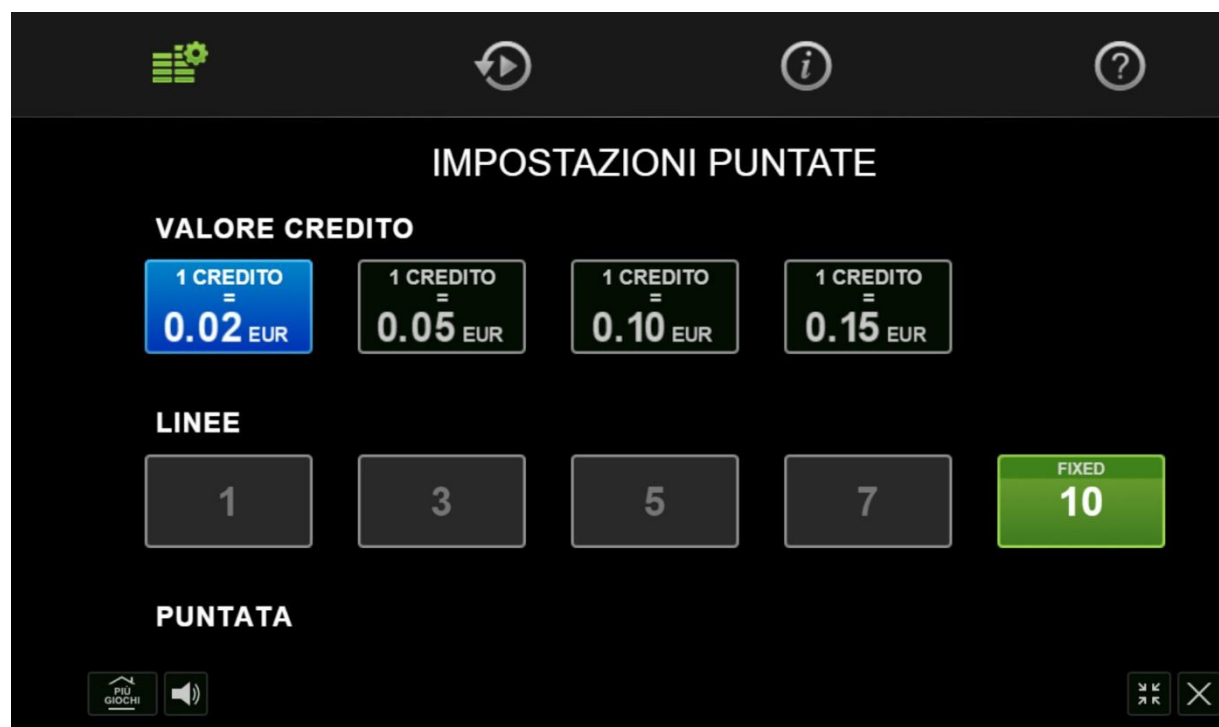 IMPOSTAZIONI PUNTATE
VALORE CREDITO
1 CREDITO
=
0.02 EUR
1 CREDITO
=
0.05 EUR
1 CREDITO
=
0.10 EUR
1 CREDITO
=
0.15 EUR
LINEE
1
3
5
7
FIXED
10
PUNTATA
PIÙ
GIOCHI